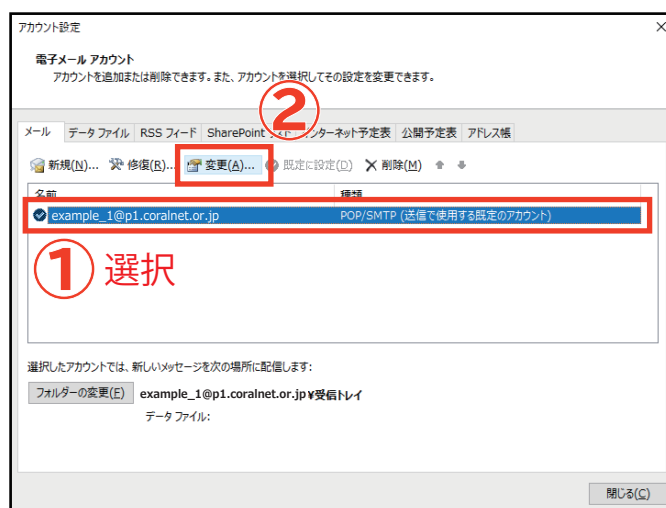 アカウント設定
電子メール アカウント
アカウントを追加または削除できます。また、アカウントを選択してその設定を変更できます。
②
メール データ ファイル RSS フィード SharePoint インターネット予定表 公開予定表 アドレス帳
新規(N)... 修復(R)... 変更(A)... 既定に設定(D) 削除(M)
名前 種類
example_1@p1.coralnet.or.jp POP/SMTP (送信で使用する既定のアカウント)
① 選択
選択したアカウントでは、新しいメッセージを次の場所に配信します:
フォルダーの変更(F) example_1@p1.coralnet.or.jp¥受信トレイ
データ ファイル:
閉じる(C)